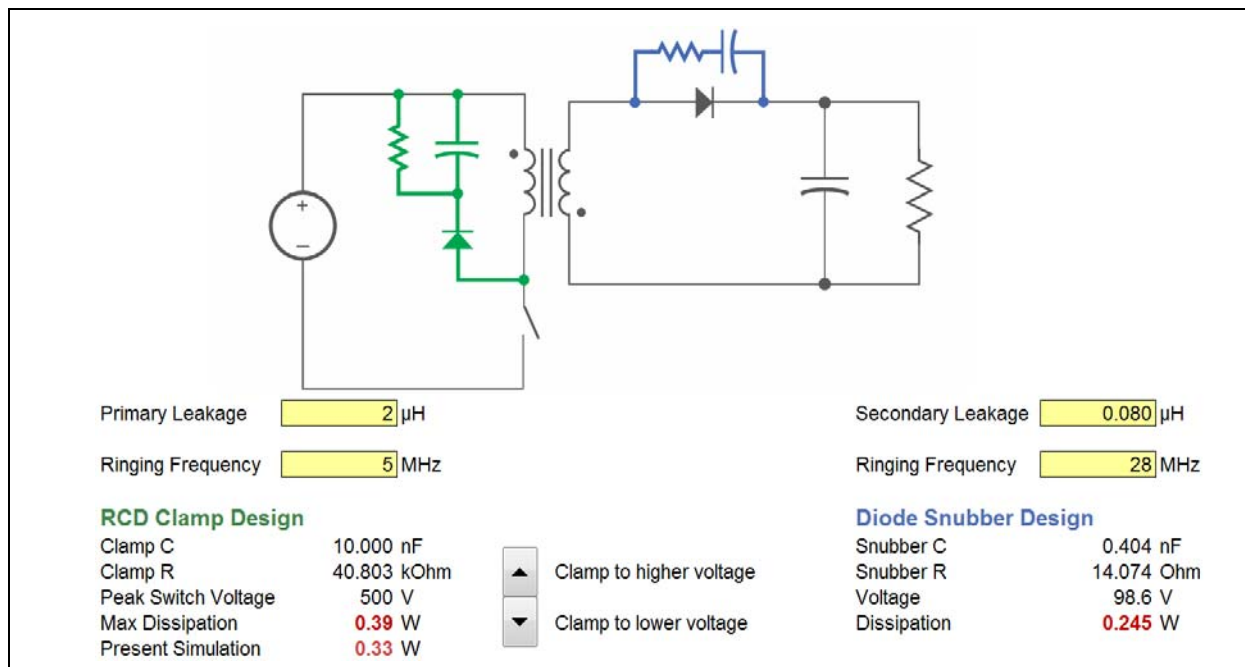 +
−
Primary Leakage 2 µH
Secondary Leakage 0.080 µH
Ringing Frequency 5 MHz
Ringing Frequency 28 MHz
RCD Clamp Design
Clamp C 10.000 nF
Clamp R 40.803 kOhm
Peak Switch Voltage 500 V
Max Dissipation 0.39 W
Present Simulation 0.33 W
Clamp to higher voltage
Clamp to lower voltage
Diode Snubber Design
Snubber C 0.404 nF
Snubber R 14.074 Ohm
Voltage 98.6 V
Dissipation 0.245 W